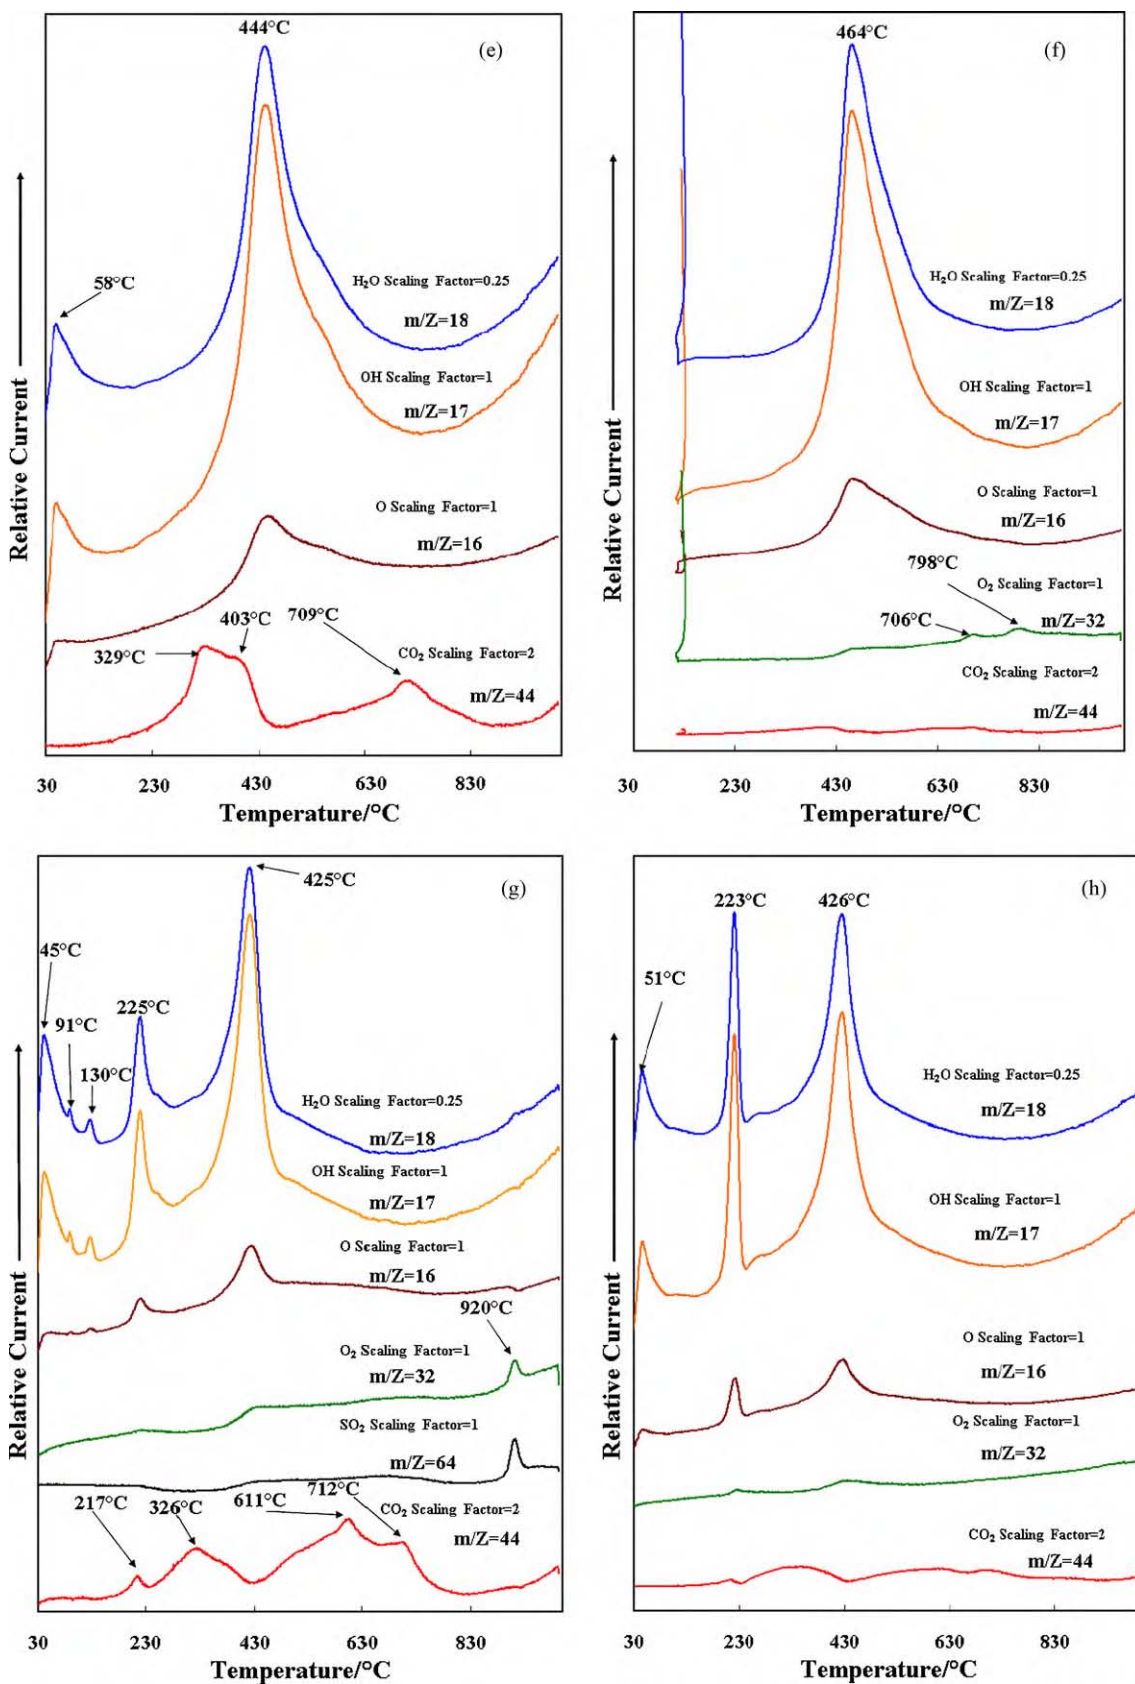 444°C
(e)
58°C
H₂O Scaling Factor=0.25
m/Z=18
OH Scaling Factor=1
m/Z=17
O Scaling Factor=1
m/Z=16
403°C
709°C
329°C
CO₂ Scaling Factor=2
m/Z=44
Relative Current
30 230 430 630 830
Temperature/°C
464°C
(f)
H₂O Scaling Factor=0.25
m/Z=18
OH Scaling Factor=1
m/Z=17
O Scaling Factor=1
m/Z=16
798°C
O₂ Scaling Factor=1
m/Z=32
706°C
CO₂ Scaling Factor=2
m/Z=44
Relative Current
30 230 430 630 830
Temperature/°C
425°C
(g)
45°C
91°C
225°C
130°C
H₂O Scaling Factor=0.25
m/Z=18
OH Scaling Factor=1
m/Z=17
O Scaling Factor=1
m/Z=16
920°C
O₂ Scaling Factor=1
m/Z=32
SO₂ Scaling Factor=1
m/Z=64
217°C
326°C
611°C
712°C
CO₂ Scaling Factor=2
m/Z=44
Relative Current
30 230 430 630 830
Temperature/°C
223°C
426°C
(h)
51°C
H₂O Scaling Factor=0.25
m/Z=18
OH Scaling Factor=1
m/Z=17
O Scaling Factor=1
m/Z=16
O₂ Scaling Factor=1
m/Z=32
CO₂ Scaling Factor=2
m/Z=44
Relative Current
30 230 430 630 830
Temperature/°C